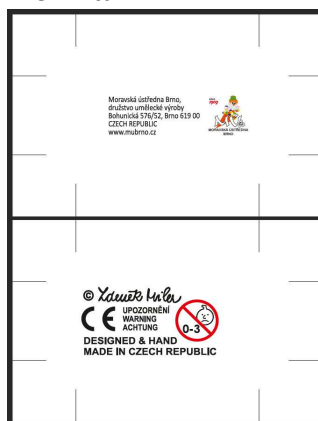 Moravská ústředna Brno,
družstvo umělecké výroby
Bohunická 576/52, Brno 619 00
CZECH REPUBLIC
www.mubrno.cz
MORAVSKÁ ÚSTŘEDNA
BRNO
© Zdeněk Miler
CE UPOZORNĚNÍ
WARNING
ACHTUNG
0-3
DESIGNED & HAND
MADE IN CZECH REPUBLIC